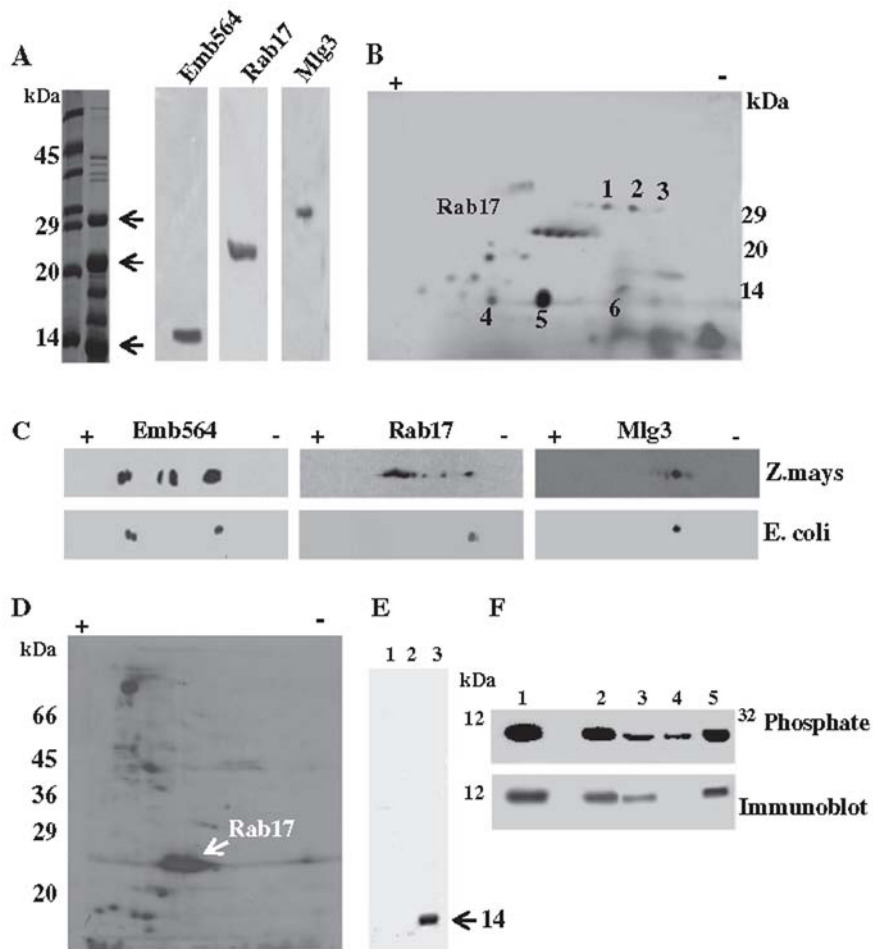 A
kDa
45
29
20
14
Emb564
Rab17
Mlg3
B
+ -
kDa
Rab17
1 2 3
29
20
14
4 5 6
C
+ Emb564 -
+ Rab17 -
+ Mlg3 -
Z.mays
E. coli
D
+ -
kDa
66
45
36
29
20
Rab17
E
1 2 3
14
F
kDa
1 2 3 4 5
12
32 Phosphate
12
Immunoblot